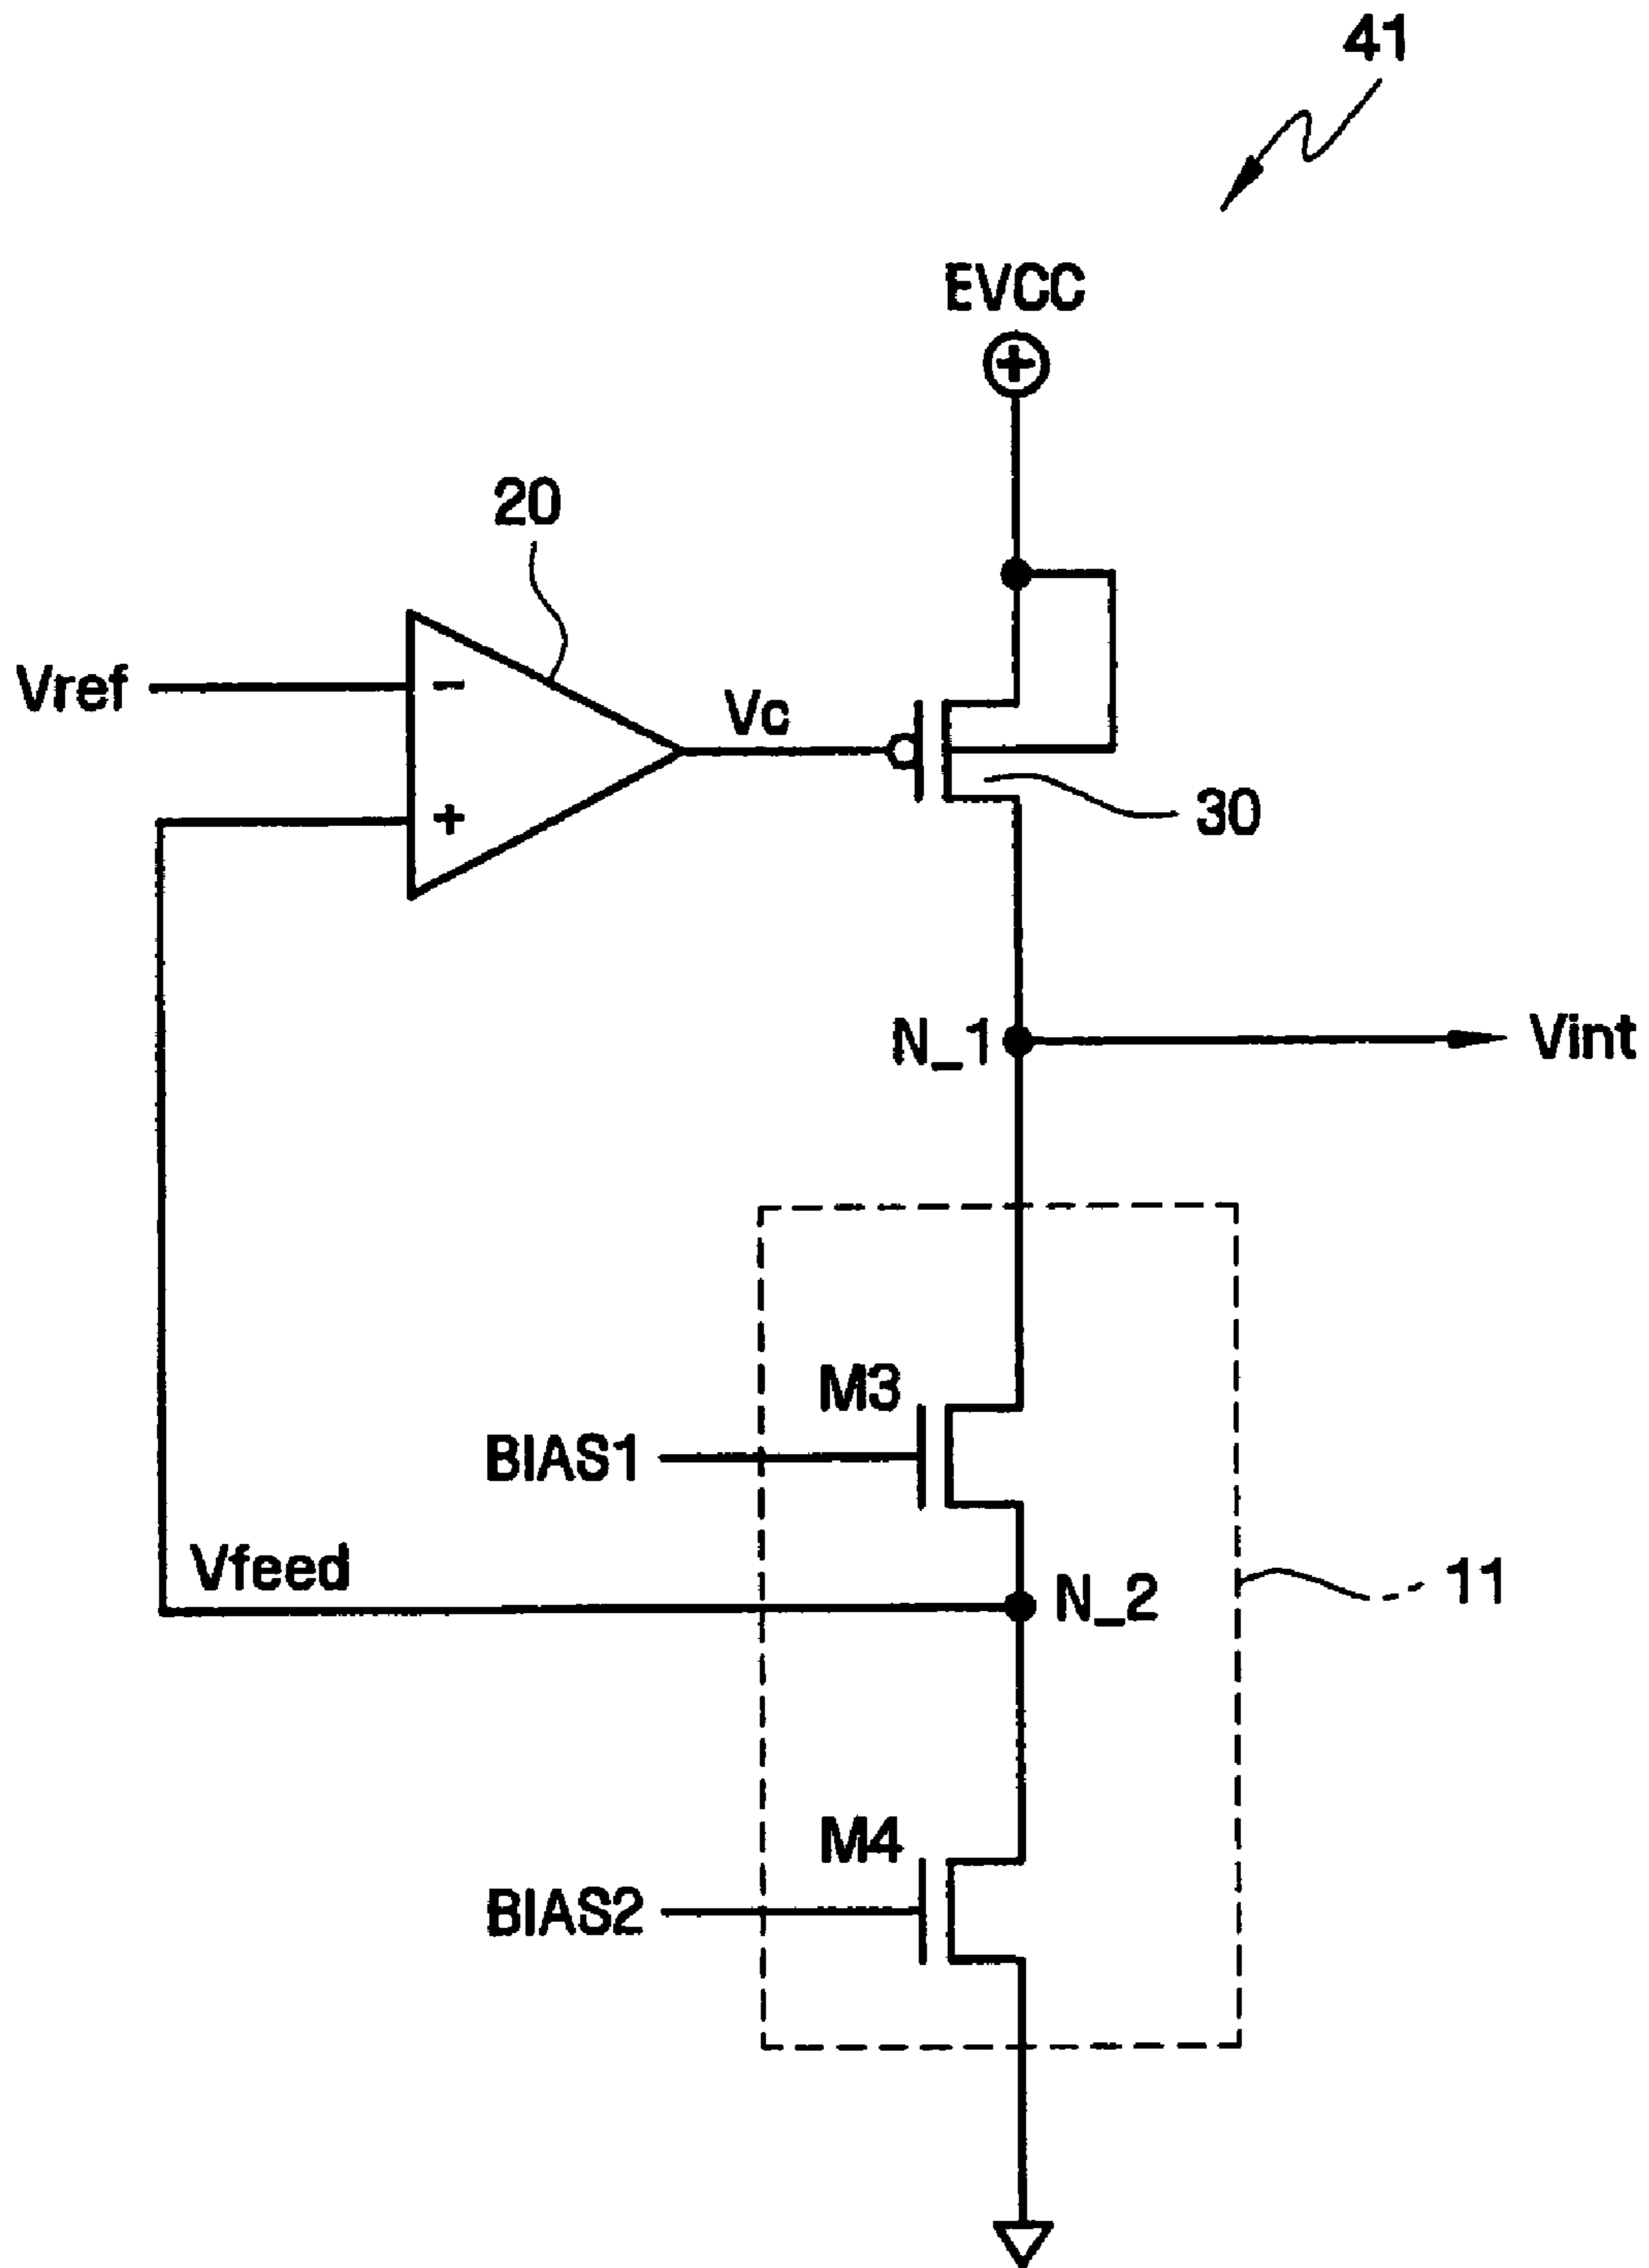 41
EVCC
20
Vref
−
Vc
+
30
N_1
Vint
M3
BIAS1
Vfeed
N_2
11
M4
BIAS2